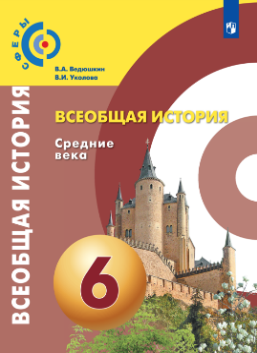 СФЕРЫ
В.А. Ведюшкин
В.И. Уколова
ВСЕОБЩАЯ ИСТОРИЯ
Средние
века
ВСЕОБЩАЯ ИСТОРИЯ
6